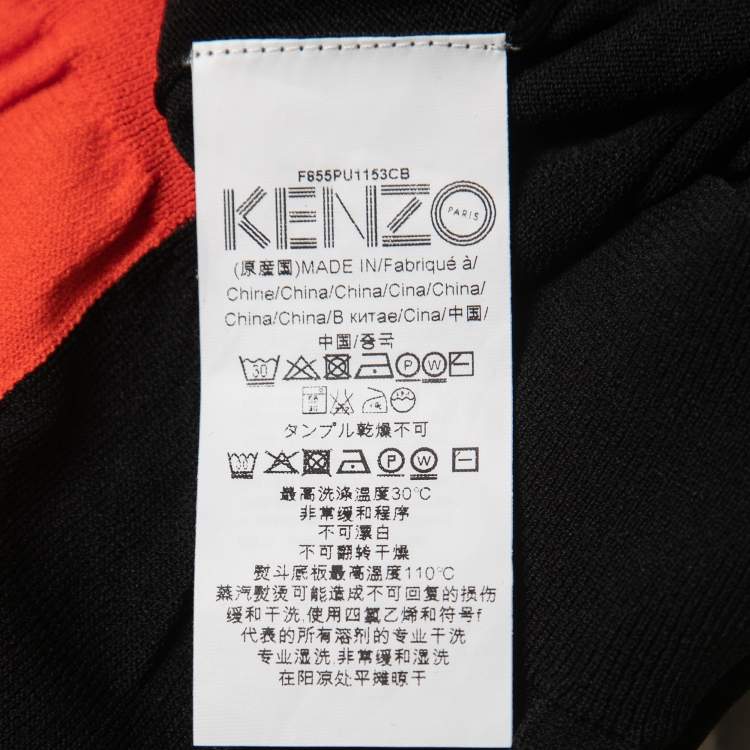 F655PU1153CB
KENZO PARIS
(原産国)MADE IN/Fabriqué à/
Chine/China/China/Cina/China/
China/China/В китае/Cina/中国/
中国/중국
30
P W
P W
タンブル乾燥不可
最高洗涤温度30℃
非常缓和程序
不可漂白
不可翻转干燥
熨斗底板最高温度110℃
蒸汽熨烫可能造成不可回复的损伤
缓和干洗,使用四氯乙烯和符号f
代表的所有溶剂的专业干洗
专业湿洗,非常缓和湿洗
在阴凉处平摊晾干